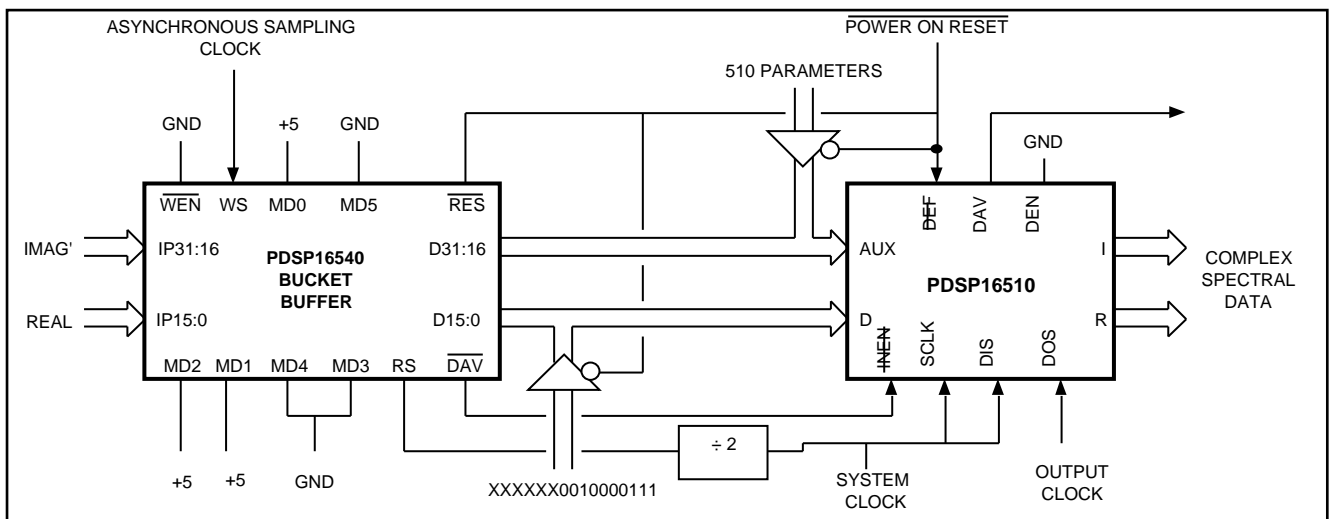 ASYNCHRONOUS SAMPLING
CLOCK
POWER ON RESET
510 PARAMETERS
GND
+5
GND
GND
WEN
WS
MD0
MD5
RES
DEF
DAV
DEN
IMAG'
IP31:16
PDSP16540
BUCKET
BUFFER
D31:16
AUX
PDSP16510
I
COMPLEX
SPECTRAL
DATA
REAL
IP15:0
D15:0
D
R
MD2
MD1
MD4
MD3
RS
DAV
INEN
SCLK
DIS
DOS
÷ 2
+5
+5
GND
XXXXXX0010000111
SYSTEM
CLOCK
OUTPUT
CLOCK